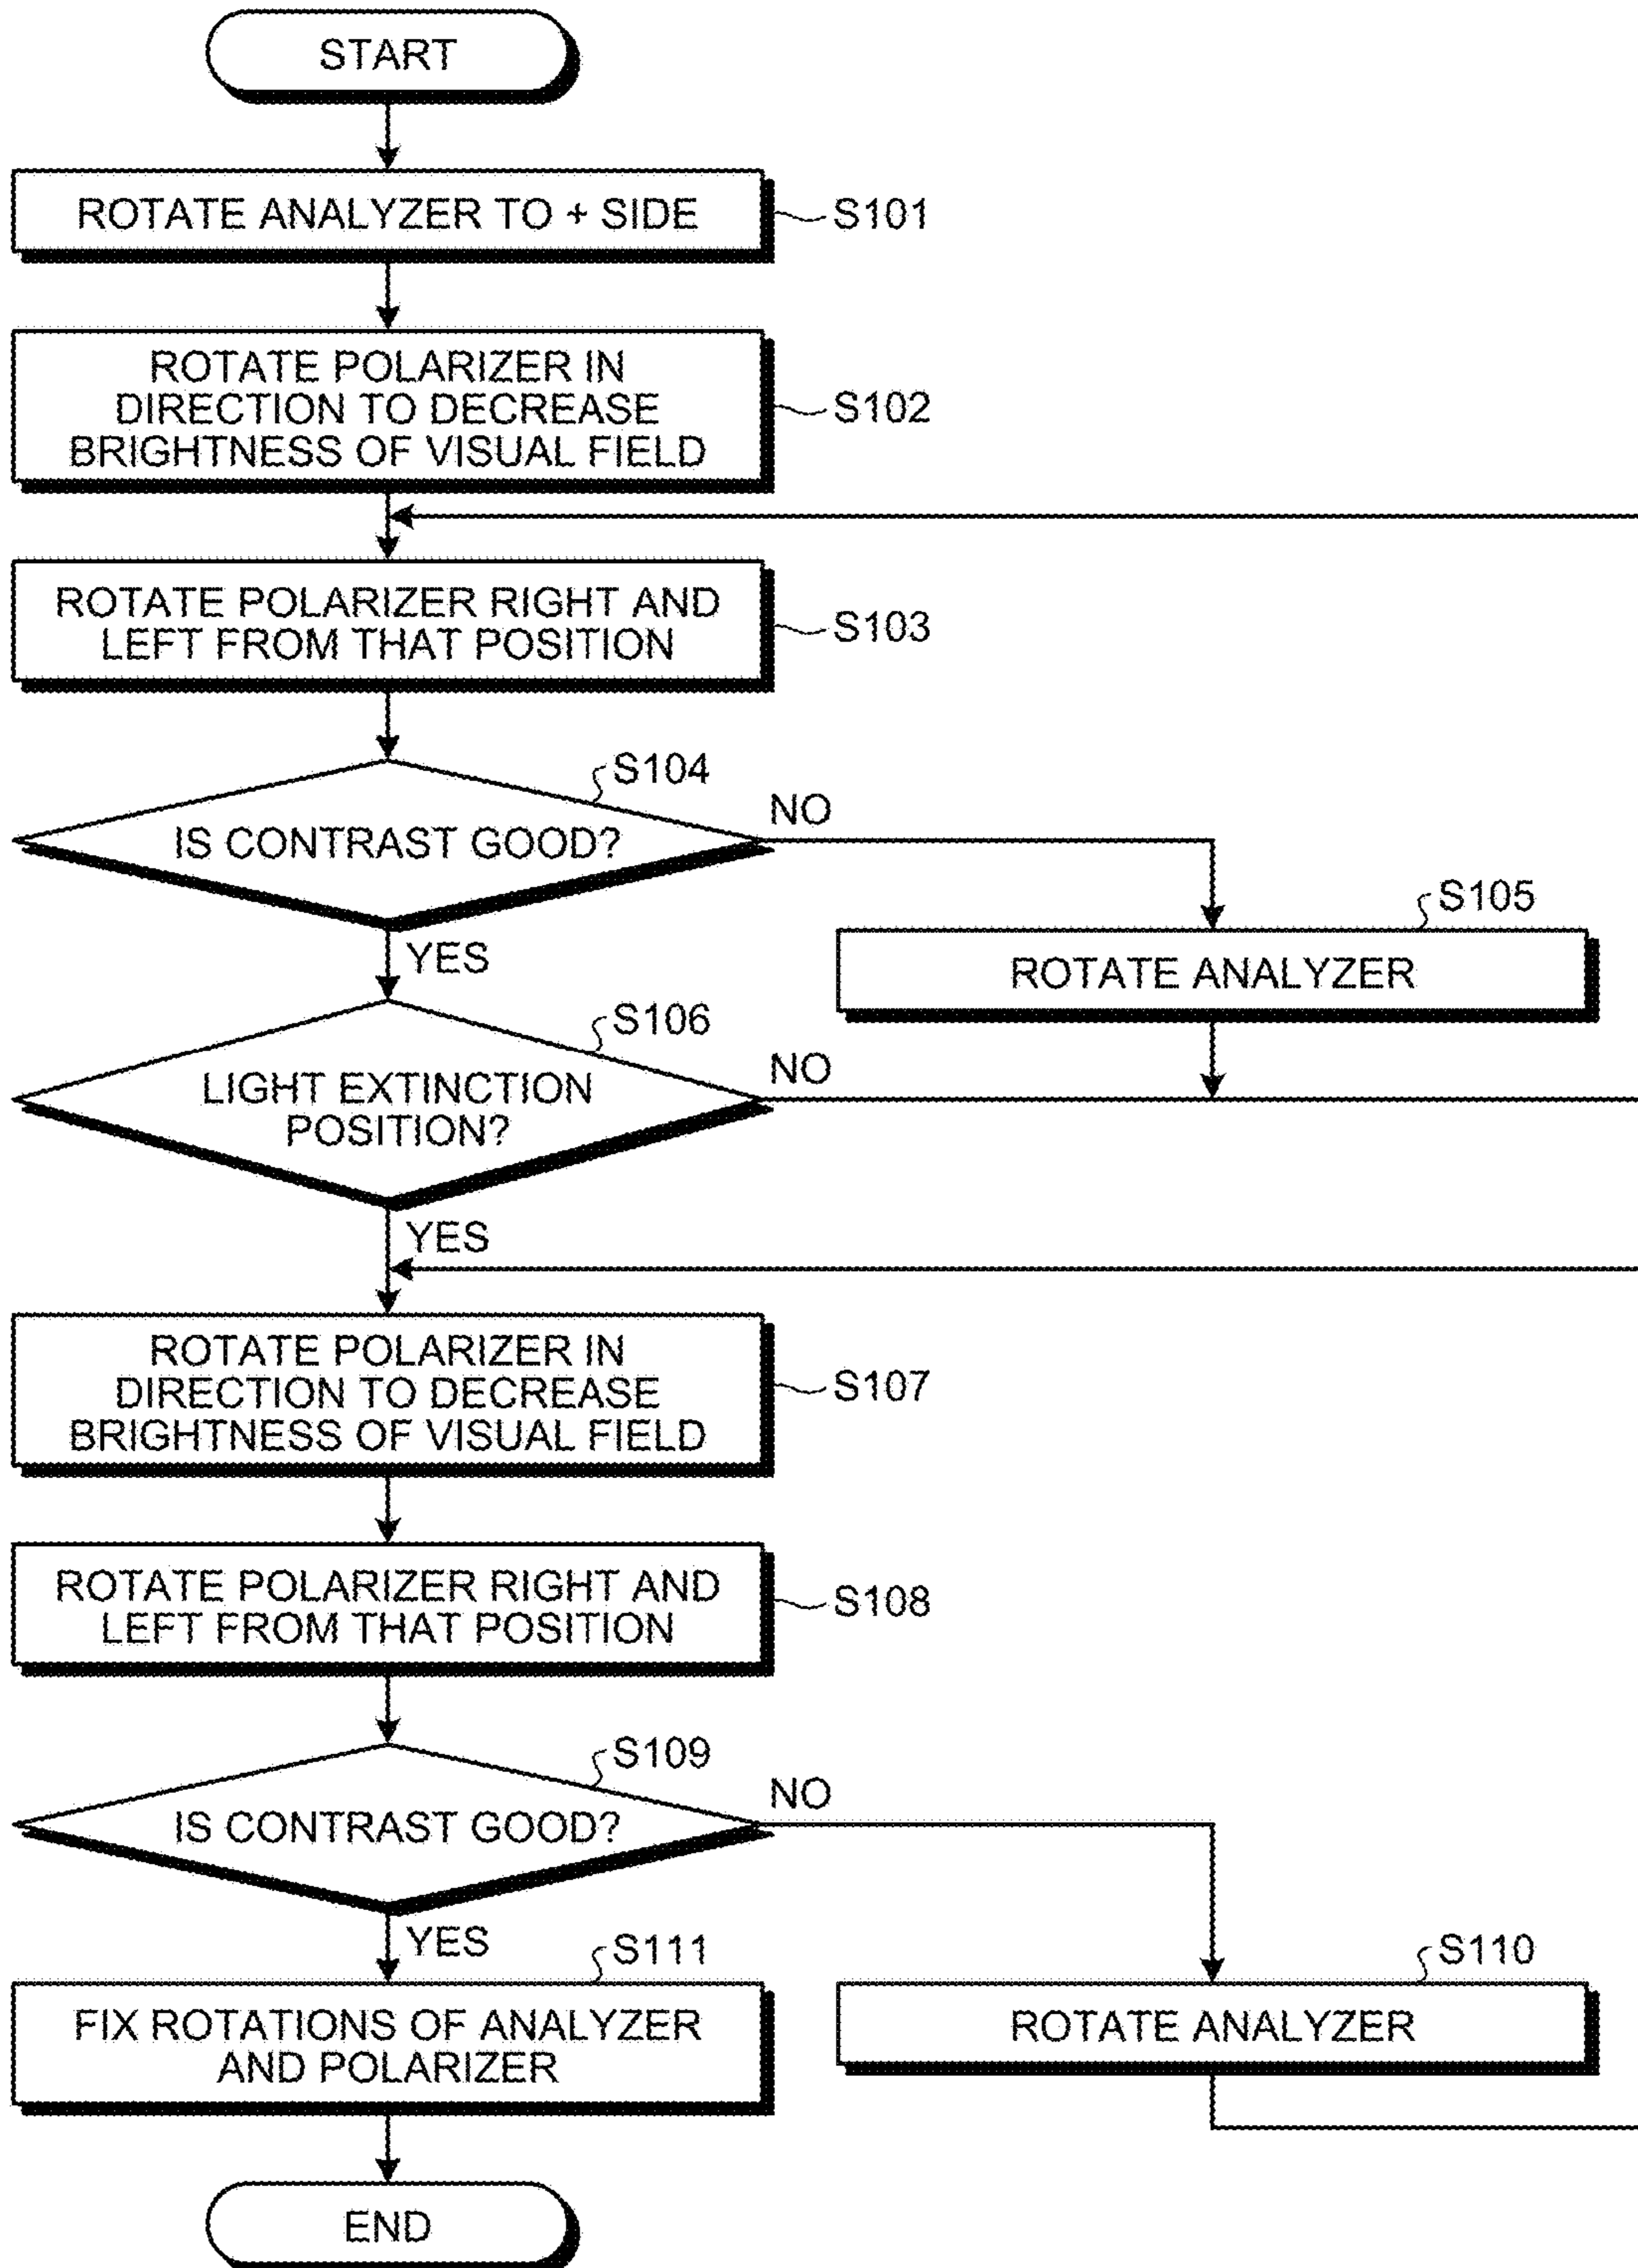 START
ROTATE ANALYZER TO + SIDE
S101
ROTATE POLARIZER IN
DIRECTION TO DECREASE
BRIGHTNESS OF VISUAL FIELD
S102
ROTATE POLARIZER RIGHT AND
LEFT FROM THAT POSITION
S103
S104
IS CONTRAST GOOD?
NO
YES
S105
ROTATE ANALYZER
S106
LIGHT EXTINCTION
POSITION?
NO
YES
ROTATE POLARIZER IN
DIRECTION TO DECREASE
BRIGHTNESS OF VISUAL FIELD
S107
ROTATE POLARIZER RIGHT AND
LEFT FROM THAT POSITION
S108
S109
IS CONTRAST GOOD?
NO
YES
S111
FIX ROTATIONS OF ANALYZER
AND POLARIZER
S110
ROTATE ANALYZER
END